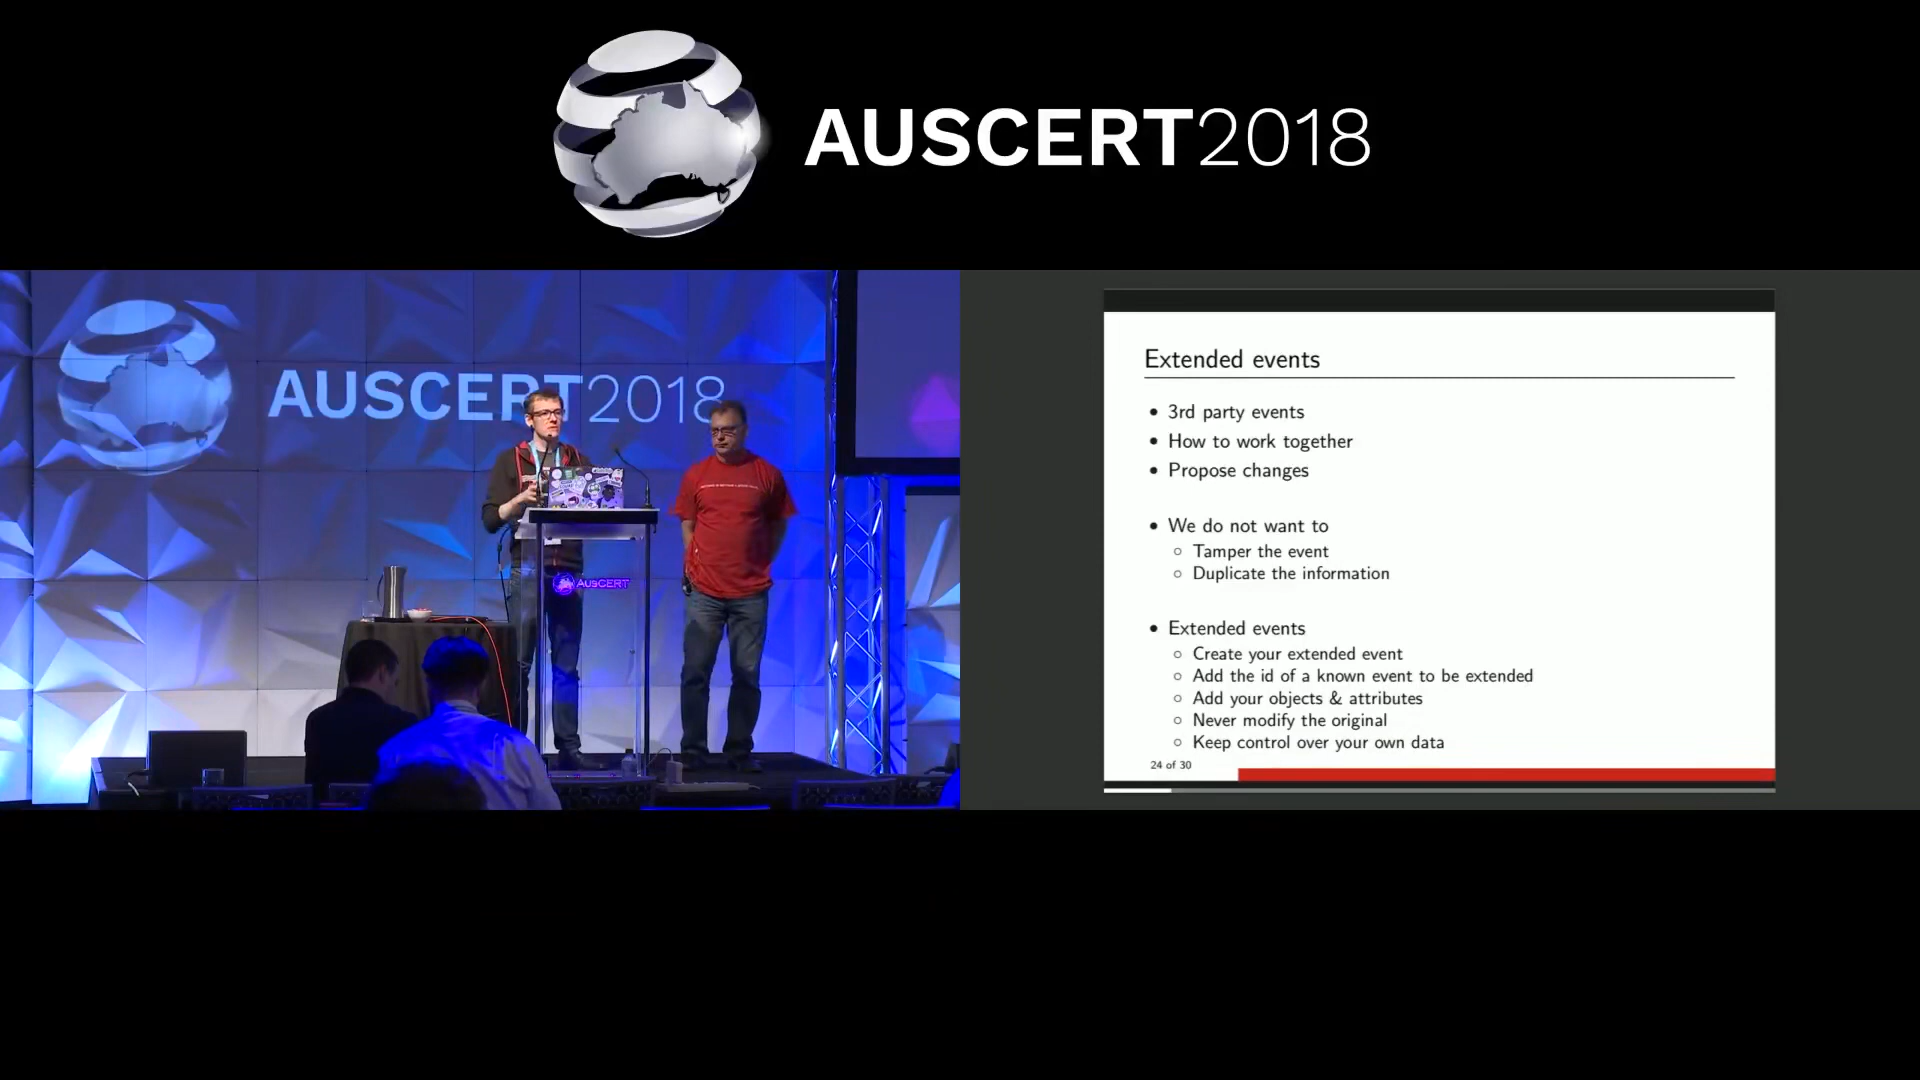 AUSCERT2018
AUSCERT2018
AUSCERT
Extended events
• 3rd party events
• How to work together
• Propose changes
• We do not want to
○ Tamper the event
○ Duplicate the information
• Extended events
○ Create your extended event
○ Add the id of a known event to be extended
○ Add your objects & attributes
○ Never modify the original
○ Keep control over your own data
24 of 30